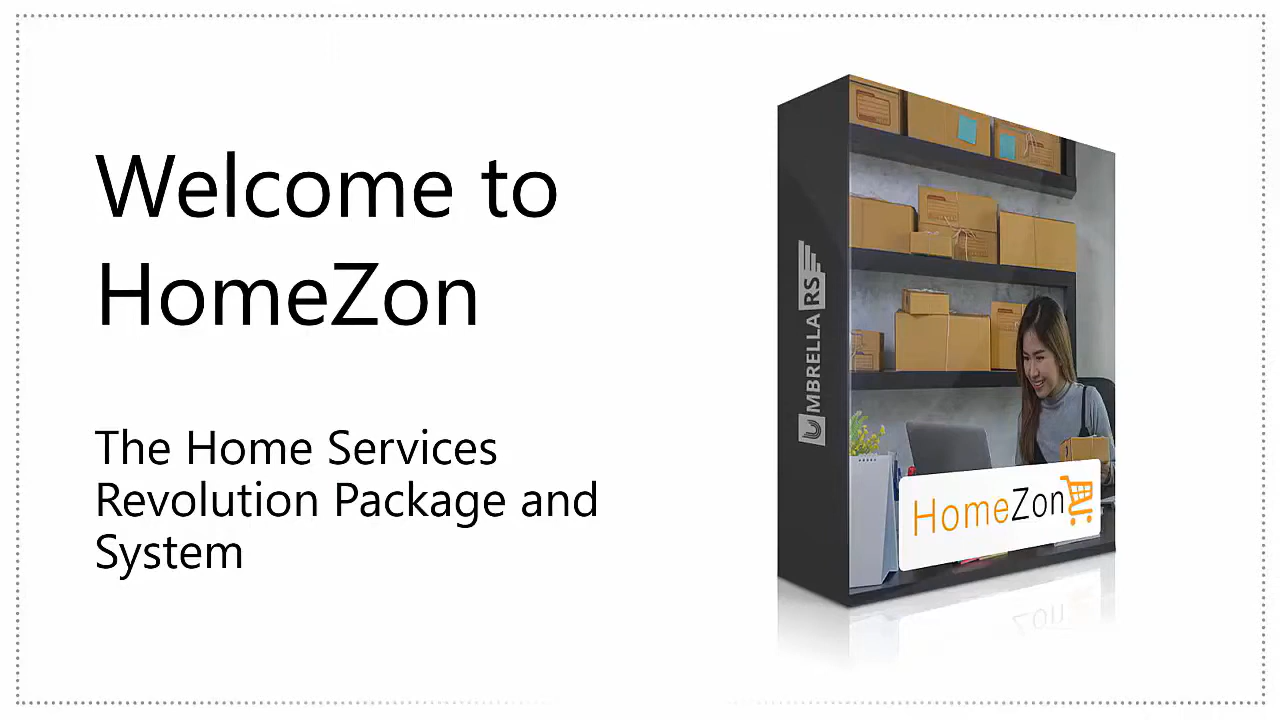 Welcome to
HomeZon
The Home Services
Revolution Package and
System
UMBRELLA RS
HomeZon